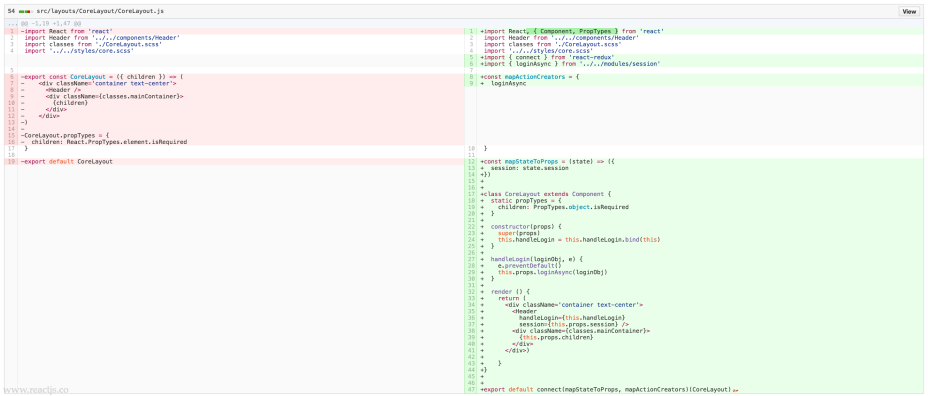 54 src/layouts/CoreLayout/CoreLayout.js View
... @@ -1,19 +1,47 @@
1 -import React from 'react'
2 import Header from '../../components/Header'
3 import classes from './CoreLayout.scss'
4 import '../../styles/core.scss'
5
6 -export const CoreLayout = ({ children }) => (
7 - <div className='container text-center'>
8 - <Header />
9 - <div className={classes.mainContainer}>
10 - {children}
11 - </div>
12 - </div>
13 -)
14 -
15 -CoreLayout.propTypes = {
16 - children: React.PropTypes.element.isRequired
17 }
18
19 -export default CoreLayout
1 +import React, { Component, PropTypes } from 'react'
2 import Header from '../../components/Header'
3 import classes from './CoreLayout.scss'
4 import '../../styles/core.scss'
5 +import { connect } from 'react-redux'
6 +import { loginAsync } from '../../modules/session'
7
8 +const mapActionCreators = {
9 + loginAsync
10 }
11
12 +const mapStateToProps = (state) => ({
13 + session: state.session
14 +})
15 +
16 +
17 +class CoreLayout extends Component {
18 + static propTypes = {
19 + children: PropTypes.object.isRequired
20 + }
21 +
22 + constructor(props) {
23 + super(props)
24 + this.handleLogin = this.handleLogin.bind(this)
25 + }
26 +
27 + handleLogin(loginObj, e) {
28 + e.preventDefault()
29 + this.props.loginAsync(loginObj)
30 + }
31 +
32 + render () {
33 + return (
34 + <div className='container text-center'>
35 + <Header
36 + handleLogin={this.handleLogin}
37 + session={this.props.session} />
38 + <div className={classes.mainContainer}>
39 + {this.props.children}
40 + </div>
41 + </div>)
42 +
43 + }
44 +}
45 +
46 +
47 +export default connect(mapStateToProps, mapActionCreators)(CoreLayout)
www.reactjs.co